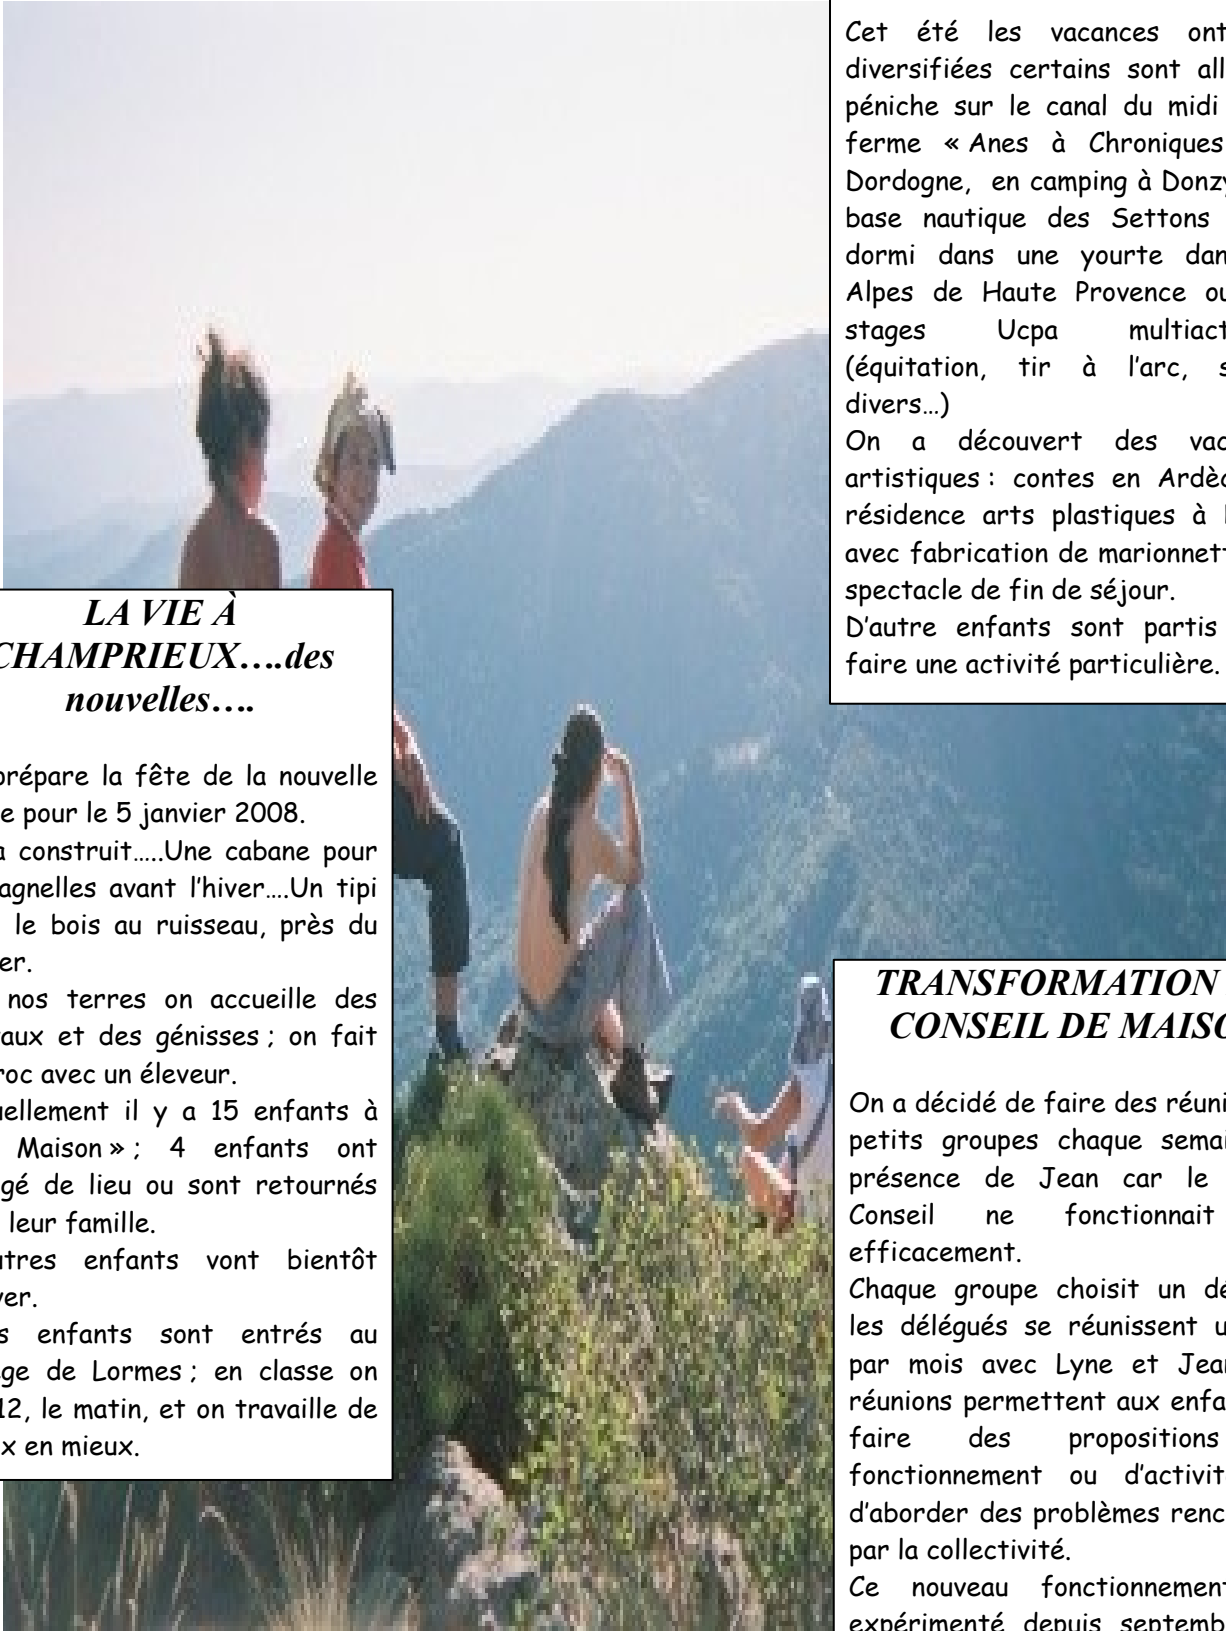 Cet été les vacances ont
diversifiées certains sont all
péniche sur le canal du midi
ferme « Anes à Chroniques
Dordogne, en camping à Donzy
base nautique des Settons
dormi dans une yourte dan
Alpes de Haute Provence ou
stages Ucpa multiact
(équitation, tir à l'arc, s
divers…)
On a découvert des vac
artistiques : contes en Ardèc
résidence arts plastiques à
avec fabrication de marionnett
spectacle de fin de séjour.
D'autre enfants sont partis
faire une activité particulière.
LA VIE À
CHAMPRIEUX….des
nouvelles….
prépare la fête de la nouvelle
e pour le 5 janvier 2008.
a construit…..Une cabane pour
agnelles avant l'hiver….Un tipi
le bois au ruisseau, près du
er.
nos terres on accueille des
aux et des génisses ; on fait
roc avec un éleveur.
uellement il y a 15 enfants à
Maison » ; 4 enfants ont
gé de lieu ou sont retournés
leur famille.
utres enfants vont bientôt
ver.
s enfants sont entrés au
ge de Lormes ; en classe on
12, le matin, et on travaille de
x en mieux.
TRANSFORMATION
CONSEIL DE MAISO
On a décidé de faire des réuni
petits groupes chaque semai
présence de Jean car le
Conseil ne fonctionnait
efficacement.
Chaque groupe choisit un dé
les délégués se réunissent u
par mois avec Lyne et Jean
réunions permettent aux enfa
faire des propositions
fonctionnement ou d'activit
d'aborder des problèmes renc
par la collectivité.
Ce nouveau fonctionnement
expérimenté depuis septemb